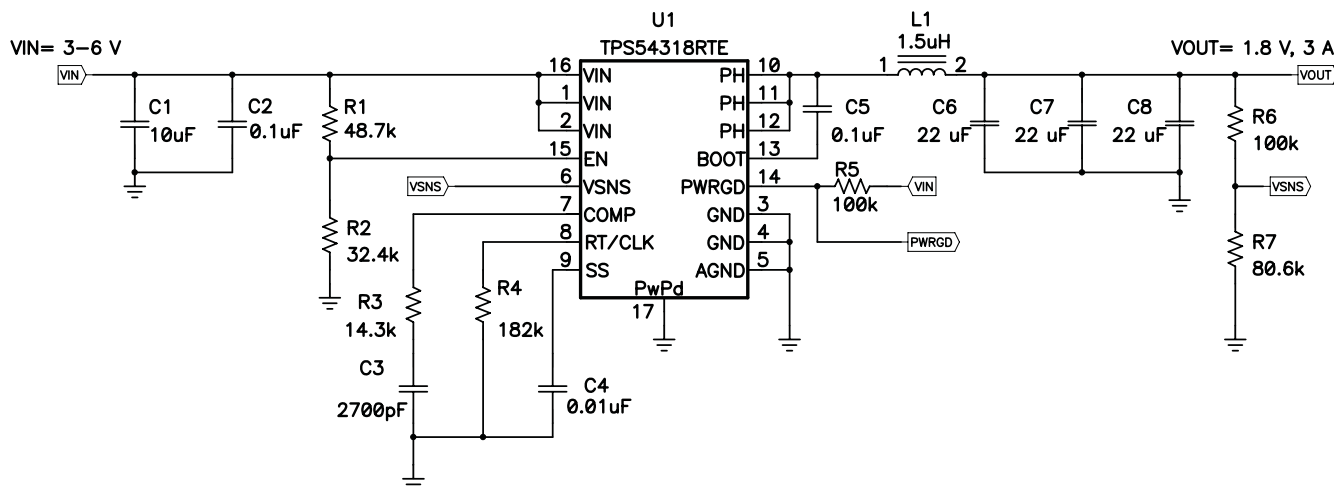 U1
TPS54318RTE
L1
1.5uH
VIN= 3-6 V
VOUT= 1.8 V, 3 A
VIN
VOUT
16 VIN
1 VIN
2 VIN
15 EN
6 VSNS
7 COMP
8 RT/CLK
9 SS
PH 10
PH 11
PH 12
BOOT 13
PWRGD 14
GND 3
GND 4
AGND 5
PwPd
17
1 2
C1
10uF
C2
0.1uF
R1
48.7k
R2
32.4k
VSNS
R3
14.3k
C3
2700pF
R4
182k
C4
0.01uF
C5
0.1uF
R5
100k
VIN
PWRGD
C6
22 uF
C7
22 uF
C8
22 uF
R6
100k
VSNS
R7
80.6k